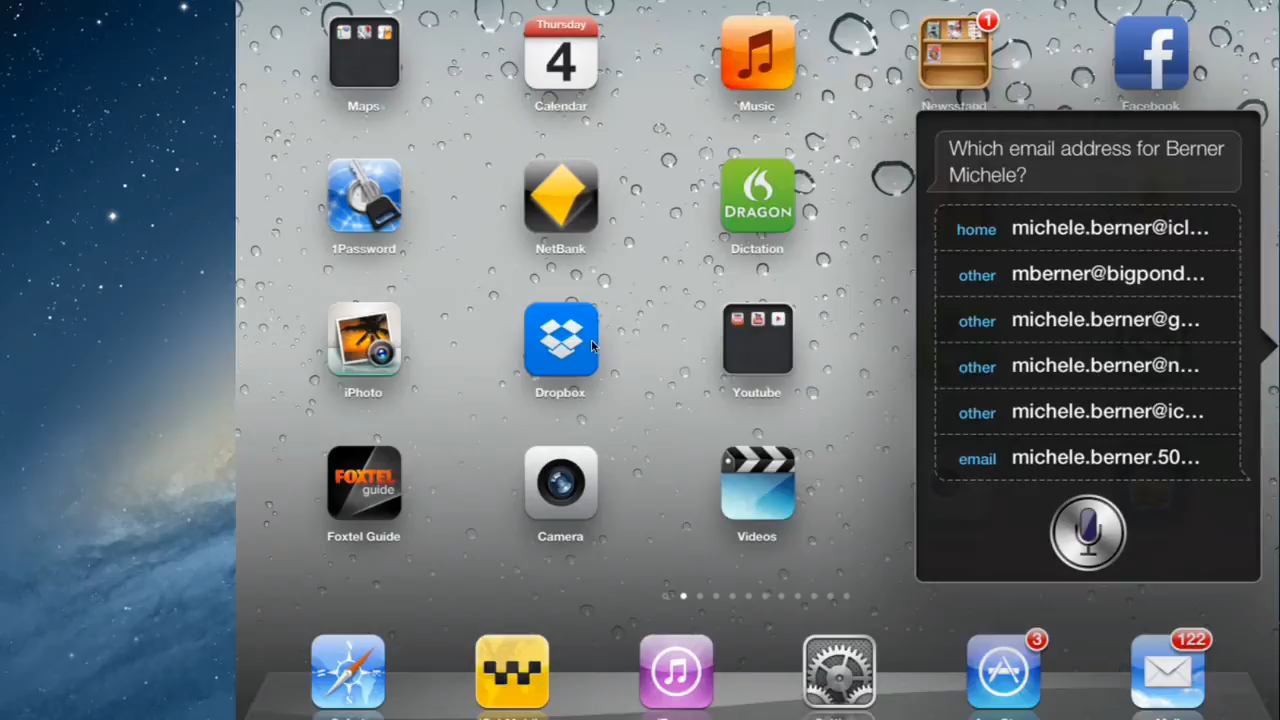 Thursday
4
1
Maps
Calendar
Music
Newsstand
Facebook
Which email address for Berner
Michele?
DRAGON
home michele.berner@icl...
1Password
NetBank
Dictation
other mberner@bigpond...
other michele.berner@g...
other michele.berner@n...
iPhoto
Dropbox
Youtube
other michele.berner@ic...
email michele.berner.50...
FOXTEL
guide
Foxtel Guide
Camera
Videos
3
122